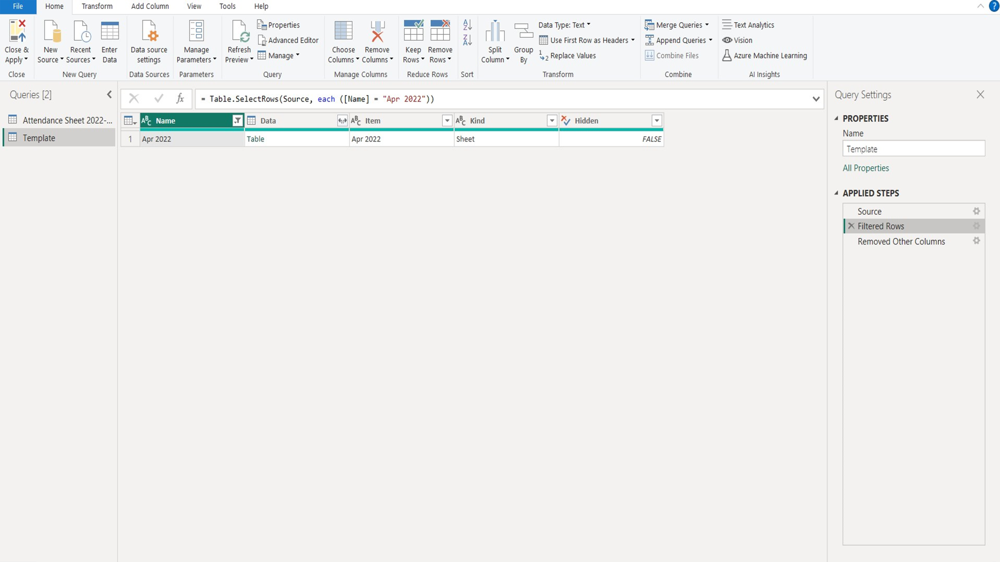 File Home Transform Add Column View Tools Help
Close & Apply
New Source
Recent Sources
Enter Data
Data source settings
Manage Parameters
Refresh Preview
Properties
Advanced Editor
Manage
Choose Columns
Remove Columns
Keep Rows
Remove Rows
Split Column
Group By
Data Type: Text
Use First Row as Headers
Replace Values
Merge Queries
Append Queries
Combine Files
Text Analytics
Vision
Azure Machine Learning
Close New Query Data Sources Parameters Query Manage Columns Reduce Rows Sort Transform Combine AI Insights
Queries [2]
Attendance Sheet 2022-...
Template
fx = Table.SelectRows(Source, each ([Name] = "Apr 2022"))
ABC Name Data ABC Item ABC Kind Hidden
1 Apr 2022 Table Apr 2022 Sheet FALSE
Query Settings
PROPERTIES
Name
Template
All Properties
APPLIED STEPS
Source
Filtered Rows
Removed Other Columns